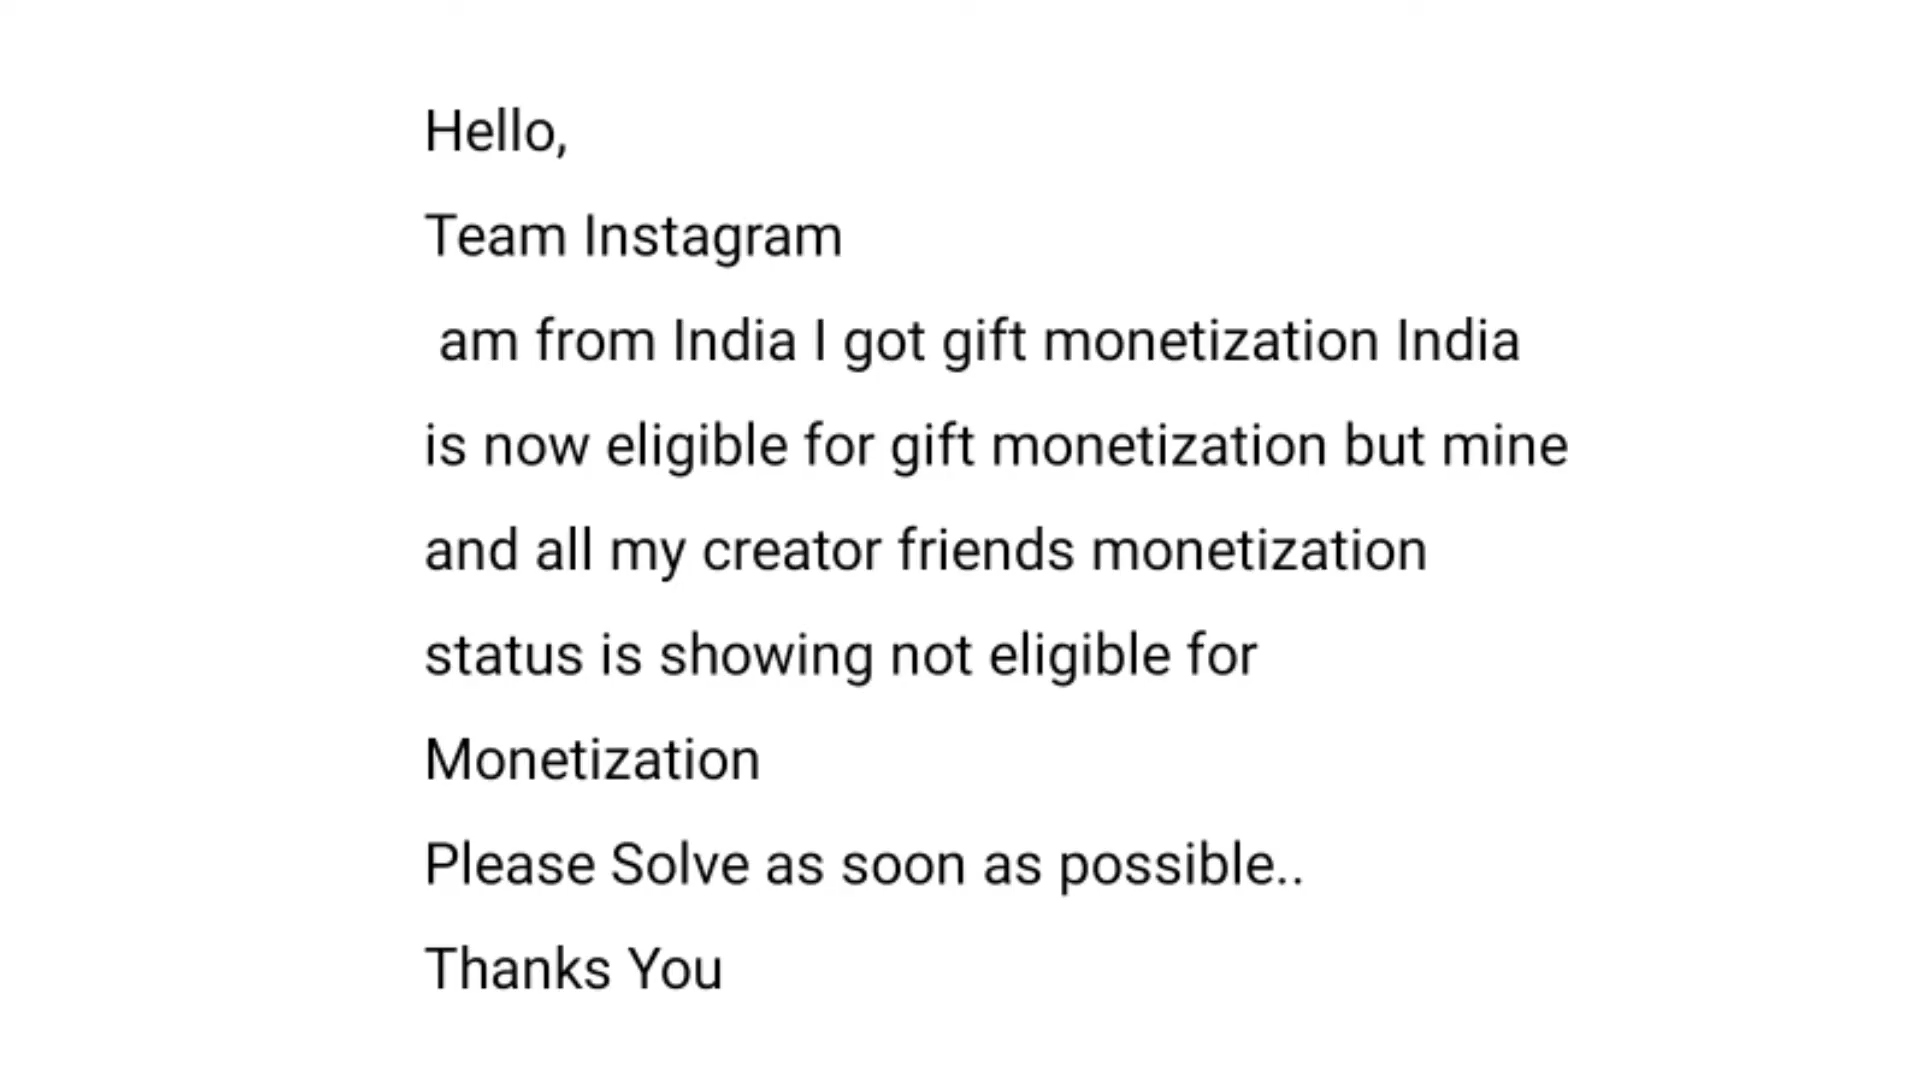 Hello,
Team Instagram
am from India I got gift monetization India
is now eligible for gift monetization but mine
and all my creator friends monetization
status is showing not eligible for
Monetization
Please Solve as soon as possible..
Thanks You